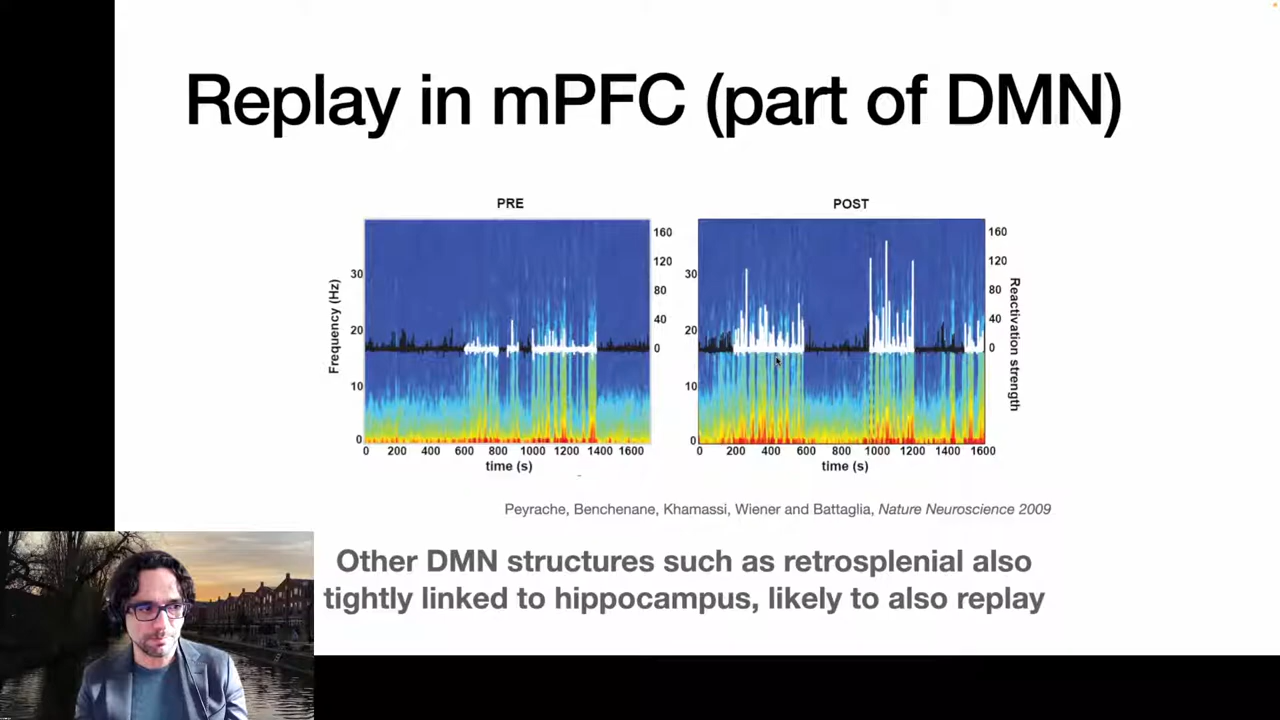 Replay in mPFC (part of DMN)
PRE
POST
Frequency (Hz)
30
20
10
0
160
120
80
40
0
0 200 400 600 800 1000 1200 1400 1600
time (s)
30
20
10
0
160
120
80
40
0
Reactivation strength
0 200 400 600 800 1000 1200 1400 1600
time (s)
Peyrache, Benchenane, Khamassi, Wiener and Battaglia, Nature Neuroscience 2009
Other DMN structures such as retrosplenial also
tightly linked to hippocampus, likely to also replay